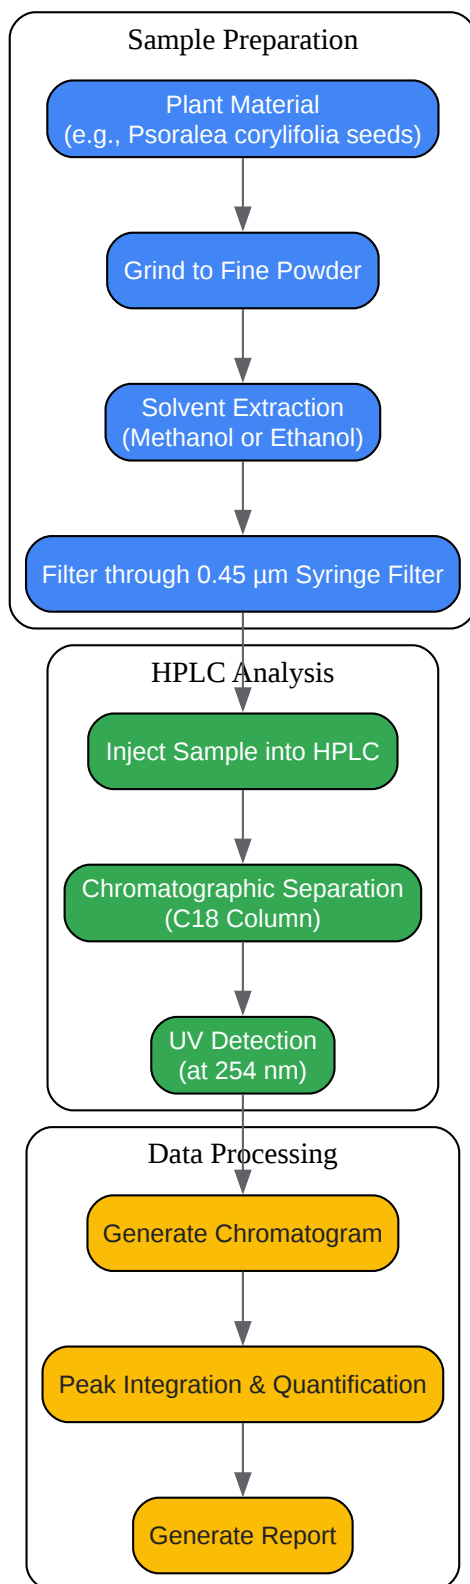 Sample Preparation
Plant Material
(e.g., Psoralea corylifolia seeds)
Grind to Fine Powder
Solvent Extraction
(Methanol or Ethanol)
Filter through 0.45 µm Syringe Filter
HPLC Analysis
Inject Sample into HPLC
Chromatographic Separation
(C18 Column)
UV Detection
(at 254 nm)
Data Processing
Generate Chromatogram
Peak Integration & Quantification
Generate Report